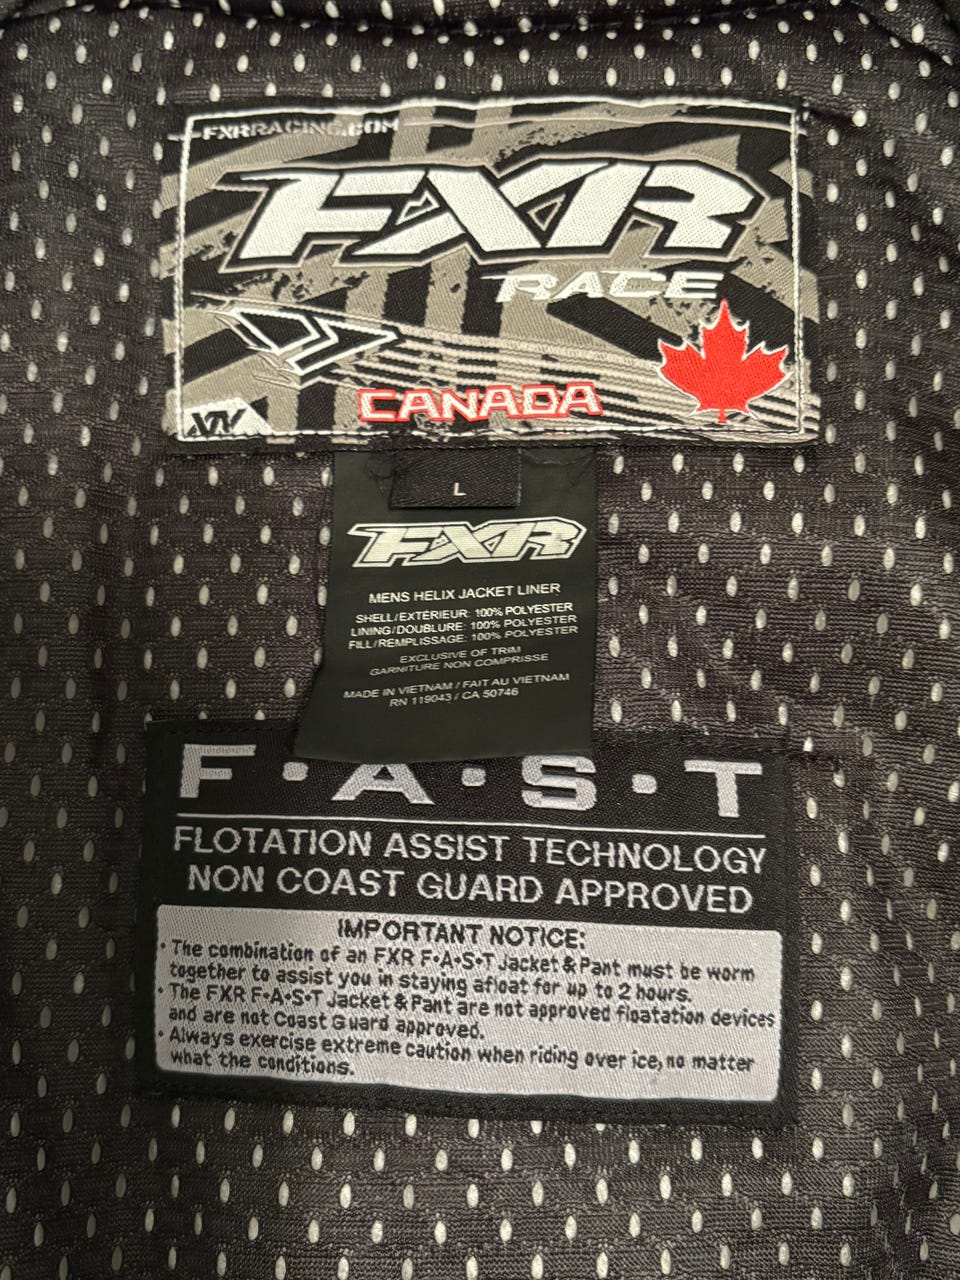 FXRRACING.COM
FXR
RACE
CANADA
XIV
L
FXR
MENS HELIX JACKET LINER
SHELL/EXTÉRIEUR: 100% POLYESTER
LINING/DOUBLURE: 100% POLYESTER
FILL/REMPLISSAGE: 100% POLYESTER
EXCLUSIVE OF TRIM
GARNITURE NON COMPRISSE
MADE IN VIETNAM / FAIT AU VIETNAM
RN 119043 / CA 50746
F•A•S•T
FLOTATION ASSIST TECHNOLOGY
NON COAST GUARD APPROVED
IMPORTANT NOTICE:
• The combination of an FXR F•A•S•T Jacket & Pant must be worn
together to assist you in staying afloat for up to 2 hours.
• The FXR F•A•S•T Jacket & Pant are not approved floatation devices
and are not Coast Guard approved.
• Always exercise extreme caution when riding over ice, no matter
what the conditions.